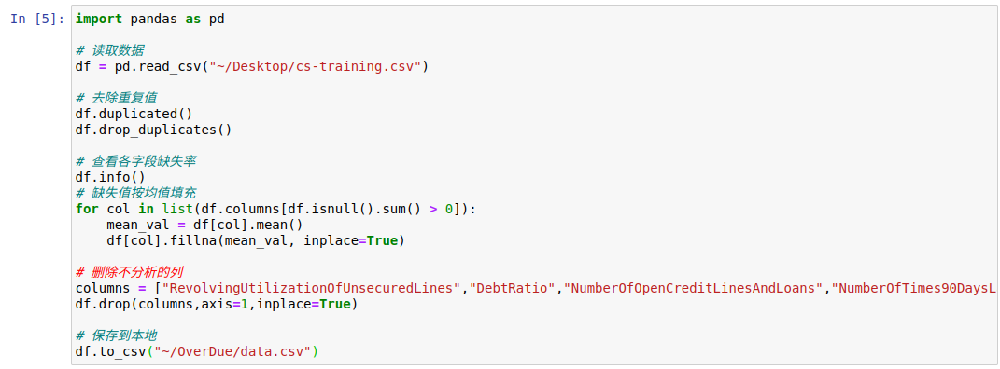 In [5]: import pandas as pd
# 读取数据
df = pd.read_csv("~/Desktop/cs-training.csv")
# 去除重复值
df.duplicated()
df.drop_duplicates()
# 查看各字段缺失率
df.info()
# 缺失值按均值填充
for col in list(df.columns[df.isnull().sum() > 0]):
    mean_val = df[col].mean()
    df[col].fillna(mean_val, inplace=True)
# 删除不分析的列
columns = ["RevolvingUtilizationOfUnsecuredLines","DebtRatio","NumberOfOpenCreditLinesAndLoans","NumberOfTimes90DaysL
df.drop(columns,axis=1,inplace=True)
# 保存到本地
df.to_csv("~/OverDue/data.csv")